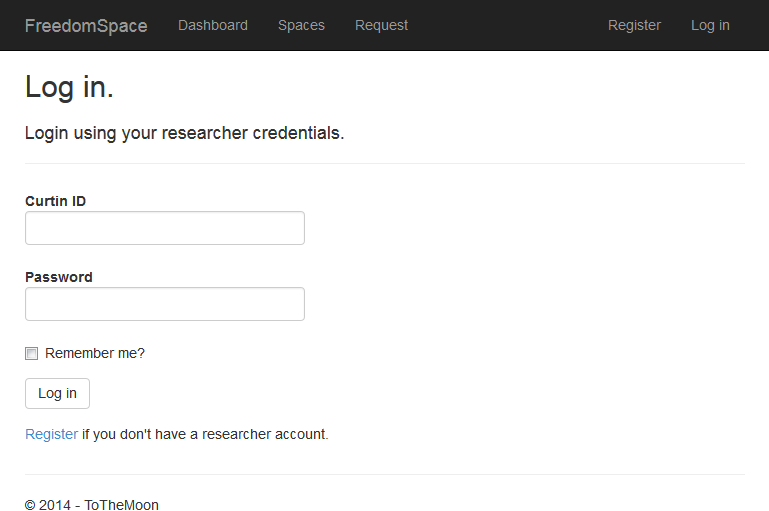 FreedomSpace Dashboard Spaces Request Register Log in
Log in.
Login using your researcher credentials.
Curtin ID
Password
Remember me?
Log in
Register if you don't have a researcher account.
© 2014 - ToTheMoon